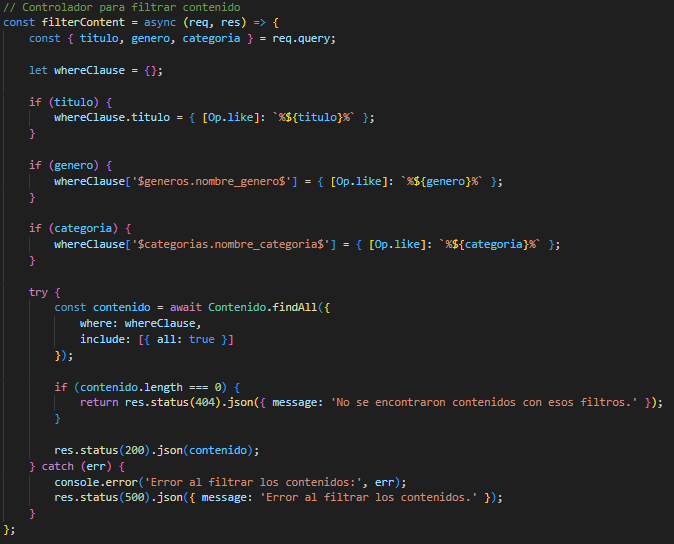 // Controlador para filtrar contenido
const filterContent = async (req, res) => {
    const { titulo, genero, categoria } = req.query;

    let whereClause = {};

    if (titulo) {
        whereClause.titulo = { [Op.like]: `%${titulo}%` };
    }

    if (genero) {
        whereClause['$generos.nombre_genero$'] = { [Op.like]: `%${genero}%` };
    }

    if (categoria) {
        whereClause['$categorias.nombre_categoria$'] = { [Op.like]: `%${categoria}%` };
    }

    try {
        const contenido = await Contenido.findAll({
            where: whereClause,
            include: [{ all: true }]
        });

        if (contenido.length === 0) {
            return res.status(404).json({ message: 'No se encontraron contenidos con esos filtros.' });
        }

        res.status(200).json(contenido);
    } catch (err) {
        console.error('Error al filtrar los contenidos:', err);
        res.status(500).json({ message: 'Error al filtrar los contenidos.' });
    }
};